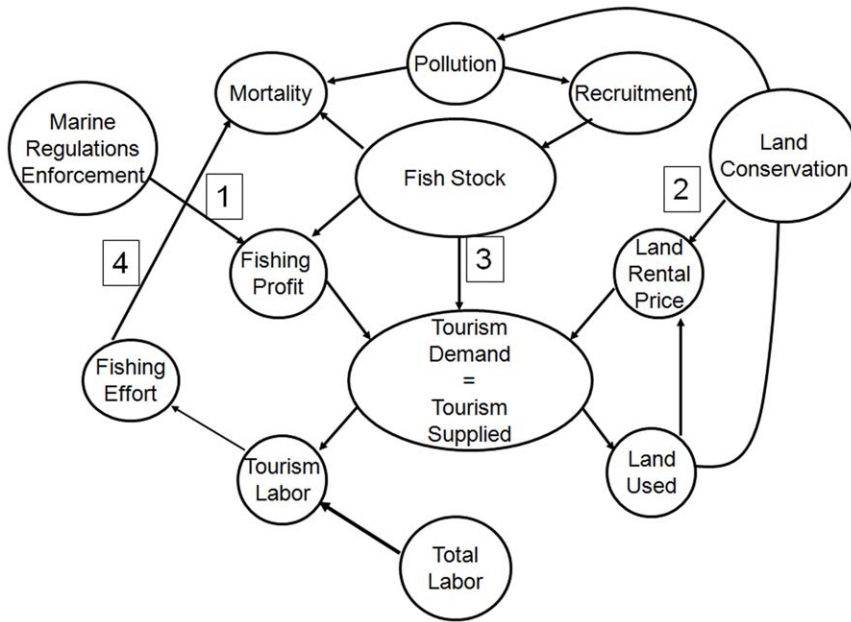 Pollution
Mortality
Recruitment
Marine
Regulations
Enforcement
Land
Conservation
Fish Stock
1
2
3
4
Fishing
Profit
Land
Rental
Price
Tourism
Demand
=
Tourism
Supplied
Fishing
Effort
Tourism
Labor
Land
Used
Total
Labor